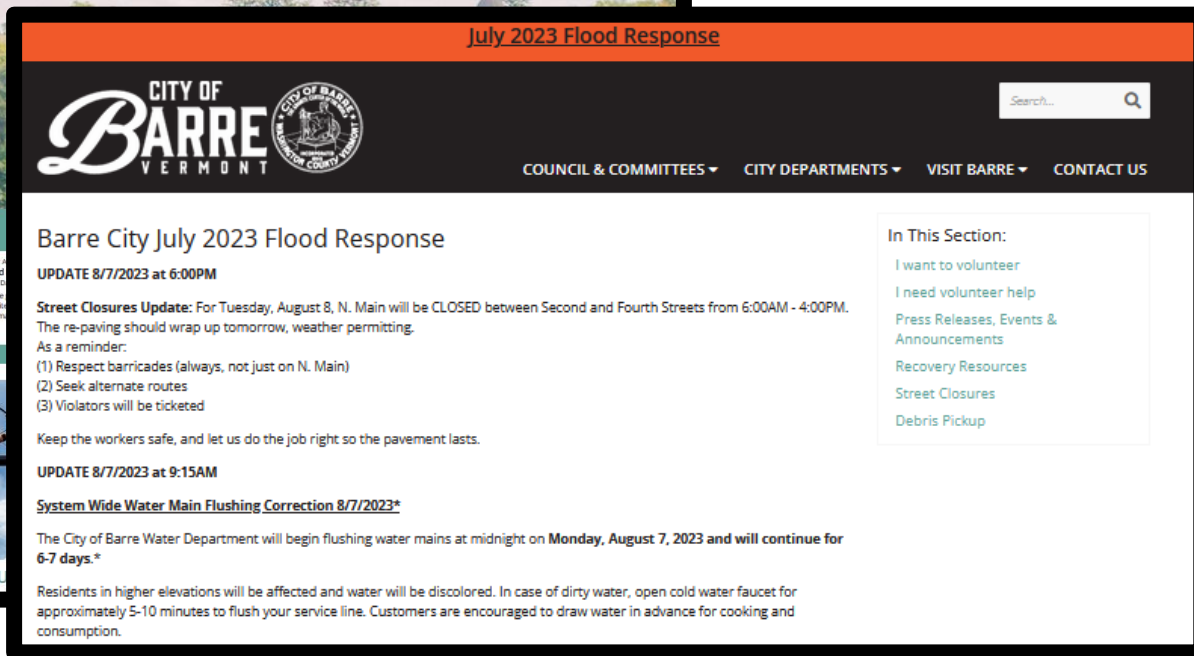 July 2023 Flood Response
CITY OF
BARRE
VERMONT
CITY OF BARRE
WASHINGTON COUNTY VERMONT
Search...
COUNCIL & COMMITTEES
CITY DEPARTMENTS
VISIT BARRE
CONTACT US
Barre City July 2023 Flood Response
UPDATE 8/7/2023 at 6:00PM
Street Closures Update: For Tuesday, August 8, N. Main will be CLOSED between Second and Fourth Streets from 6:00AM - 4:00PM.
The re-paving should wrap up tomorrow, weather permitting.
As a reminder:
(1) Respect barricades (always, not just on N. Main)
(2) Seek alternate routes
(3) Violators will be ticketed
Keep the workers safe, and let us do the job right so the pavement lasts.
UPDATE 8/7/2023 at 9:15AM
System Wide Water Main Flushing Correction 8/7/2023*
The City of Barre Water Department will begin flushing water mains at midnight on Monday, August 7, 2023 and will continue for
6-7 days.*
Residents in higher elevations will be affected and water will be discolored. In case of dirty water, open cold water faucet for
approximately 5-10 minutes to flush your service line. Customers are encouraged to draw water in advance for cooking and
consumption.
In This Section:
I want to volunteer
I need volunteer help
Press Releases, Events &
Announcements
Recovery Resources
Street Closures
Debris Pickup